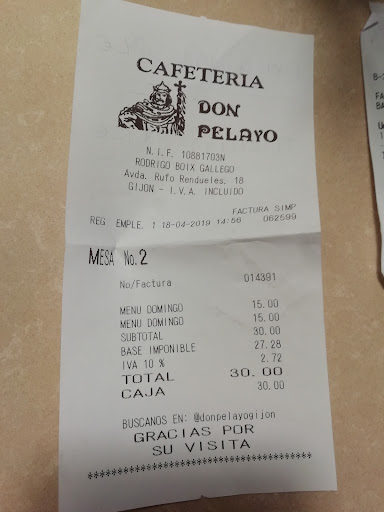 CAFETERIA
DON
PELAYO
N.I.F. 10881703N
RODRIGO BOIX GALLEGO
Avda. Rufo Rendueles, 18
GIJON - I.V.A. INCLUIDO
FACTURA SIMP
REG EMPLE. 1 18-04-2019 14:56 062599
MESA No. 2
No/Factura 014391
MENU DOMINGO 15.00
MENU DOMINGO 15.00
SUBTOTAL 30.00
BASE IMPONIBLE 27.28
IVA 10 % 2.72
TOTAL 30.00
CAJA 30.00
BUSCANOS EN: @donpelayogijon
GRACIAS POR
SU VISITA
************************************